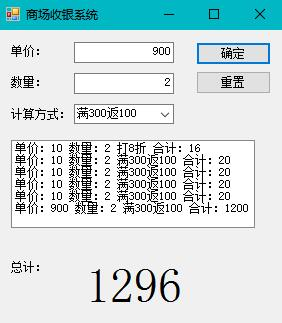 商场收银系统
单价： 900 确定
数量： 2 重置
计算方式： 满300返100
单价：10 数量：2 打8折 合计：16
单价：10 数量：2 满300返100 合计：20
单价：10 数量：2 满300返100 合计：20
单价：10 数量：2 满300返100 合计：20
单价：10 数量：2 满300返100 合计：20
单价：900 数量：2 满300返100 合计：1200
总计：
1296